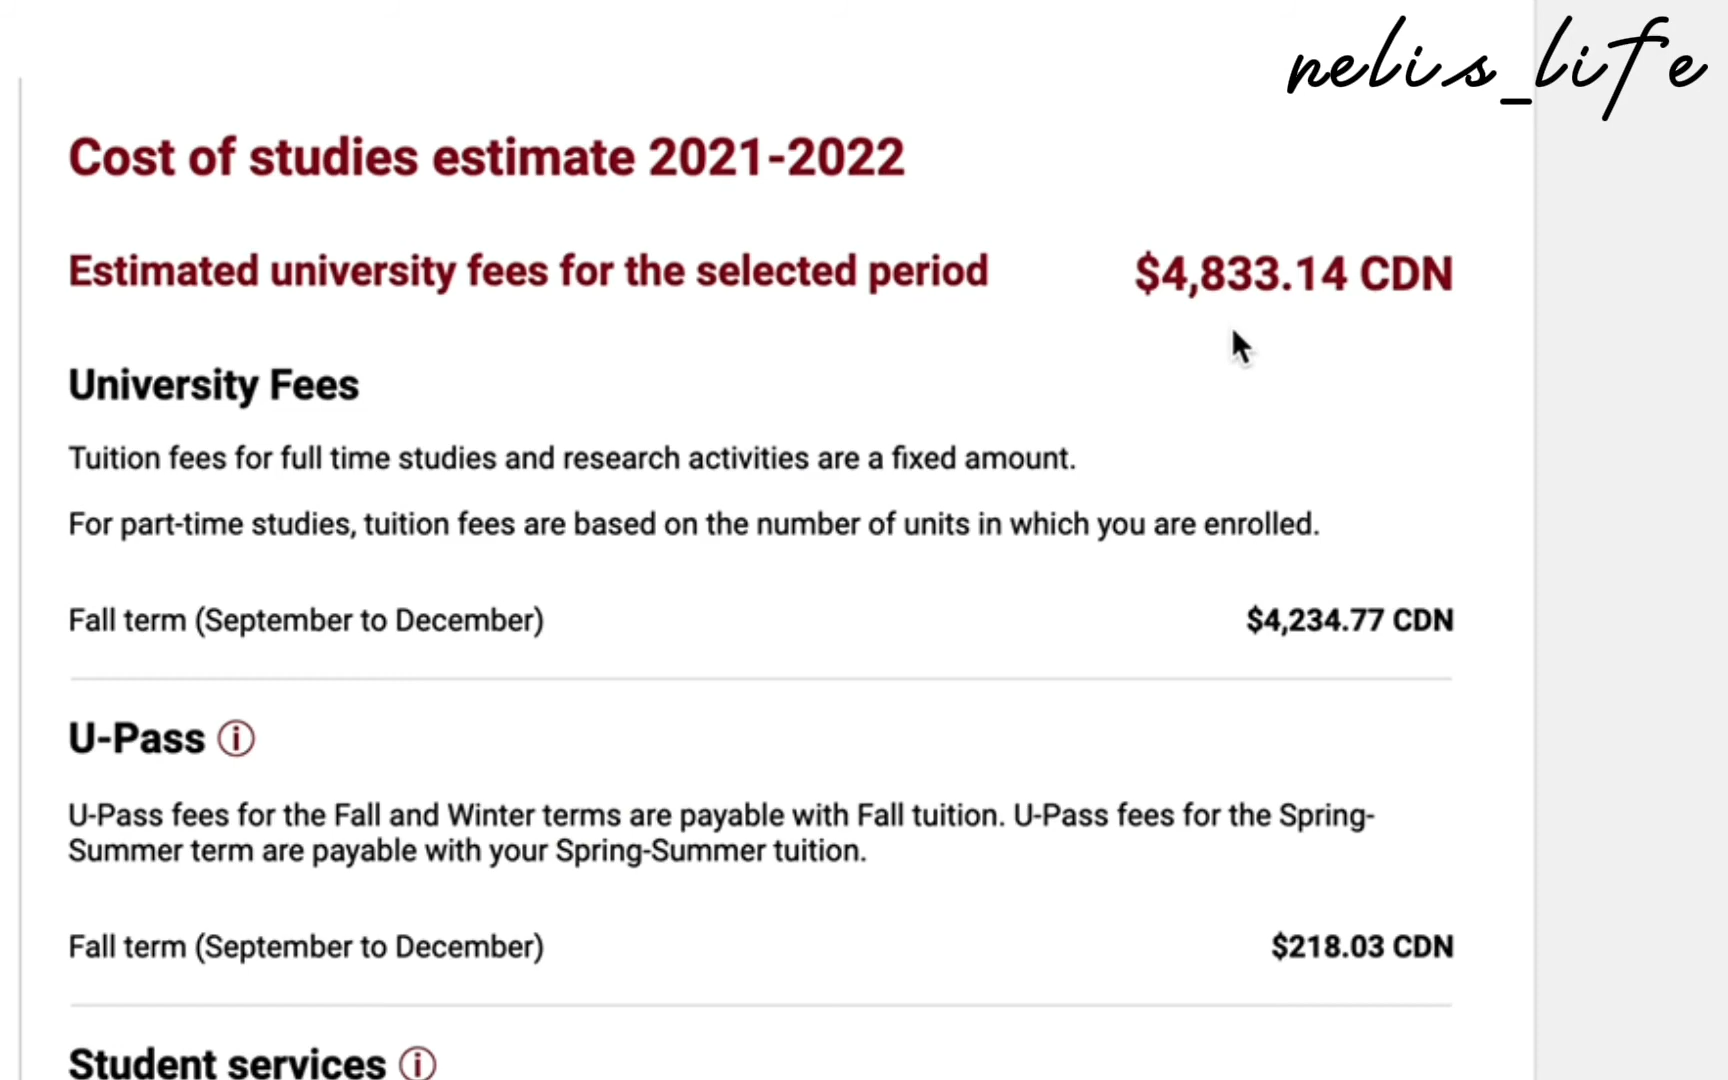 nelis_life
Cost of studies estimate 2021-2022
Estimated university fees for the selected period $4,833.14 CDN
University Fees
Tuition fees for full time studies and research activities are a fixed amount.
For part-time studies, tuition fees are based on the number of units in which you are enrolled.
Fall term (September to December) $4,234.77 CDN
U-Pass ⓘ
U-Pass fees for the Fall and Winter terms are payable with Fall tuition. U-Pass fees for the Spring-
Summer term are payable with your Spring-Summer tuition.
Fall term (September to December) $218.03 CDN
Student services ⓘ